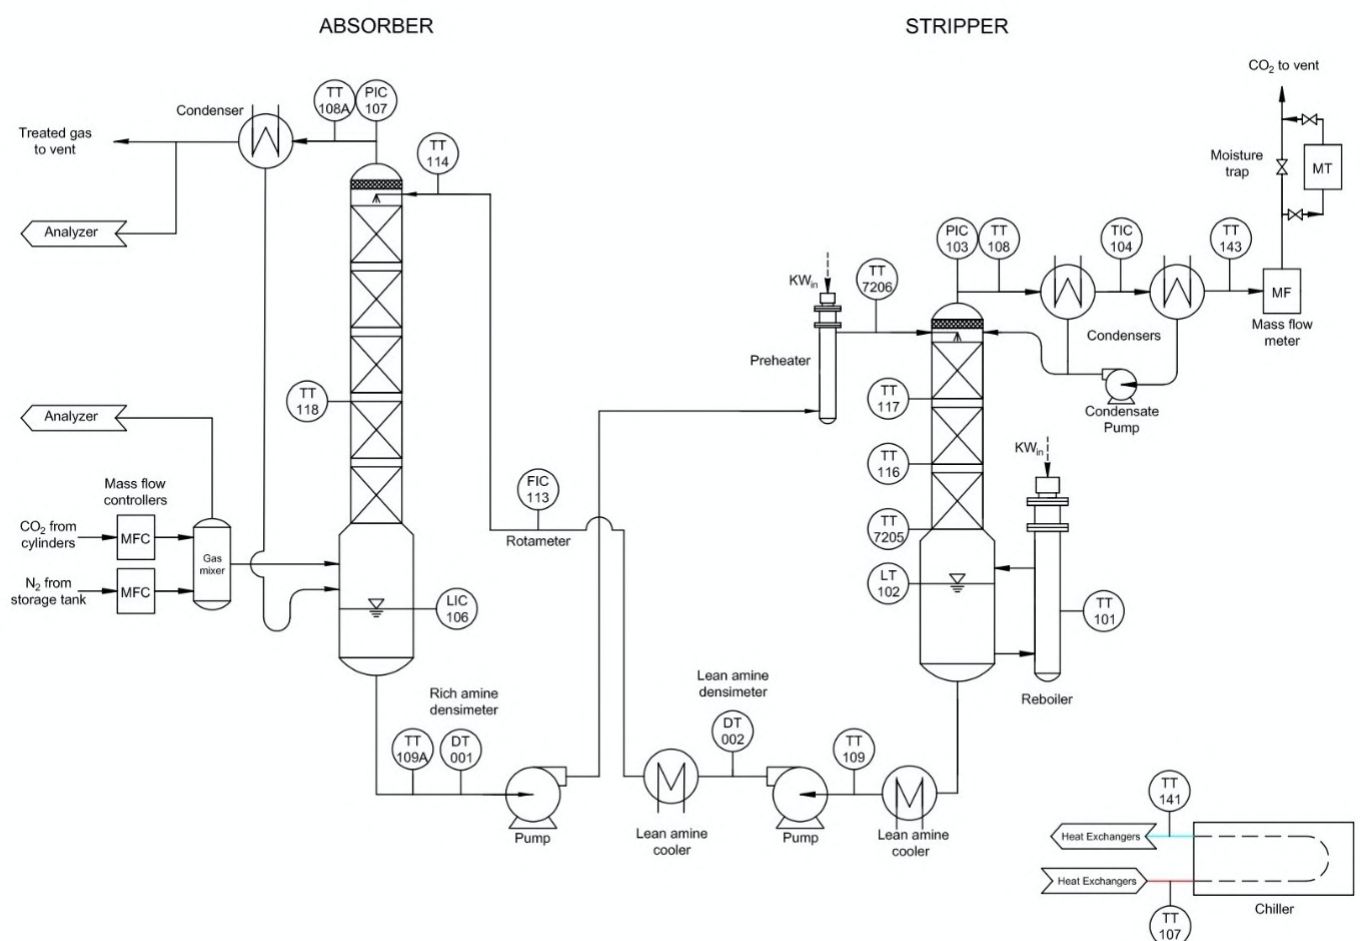 ABSORBER
STRIPPER
CO2 to vent
TT
108A
PIC
107
Condenser
Treated gas
to vent
TT
114
Moisture
trap
MT
Analyzer
PIC
103
TT
108
TIC
104
TT
143
KWin
TT
7206
MF
Mass flow
meter
Condensers
Preheater
TT
118
TT
117
Condensate
Pump
Analyzer
KWin
TT
116
Mass flow
controllers
FIC
113
CO2 from
cylinders
MFC
Rotameter
TT
7205
Gas
mixer
N2 from
storage tank
MFC
LT
102
LIC
106
TT
101
Lean amine
densimeter
Rich amine
densimeter
Reboiler
DT
002
TT
109A
DT
001
TT
109
TT
141
Pump
Lean amine
cooler
Pump
Lean amine
cooler
Heat Exchangers
Heat Exchangers
Chiller
TT
107